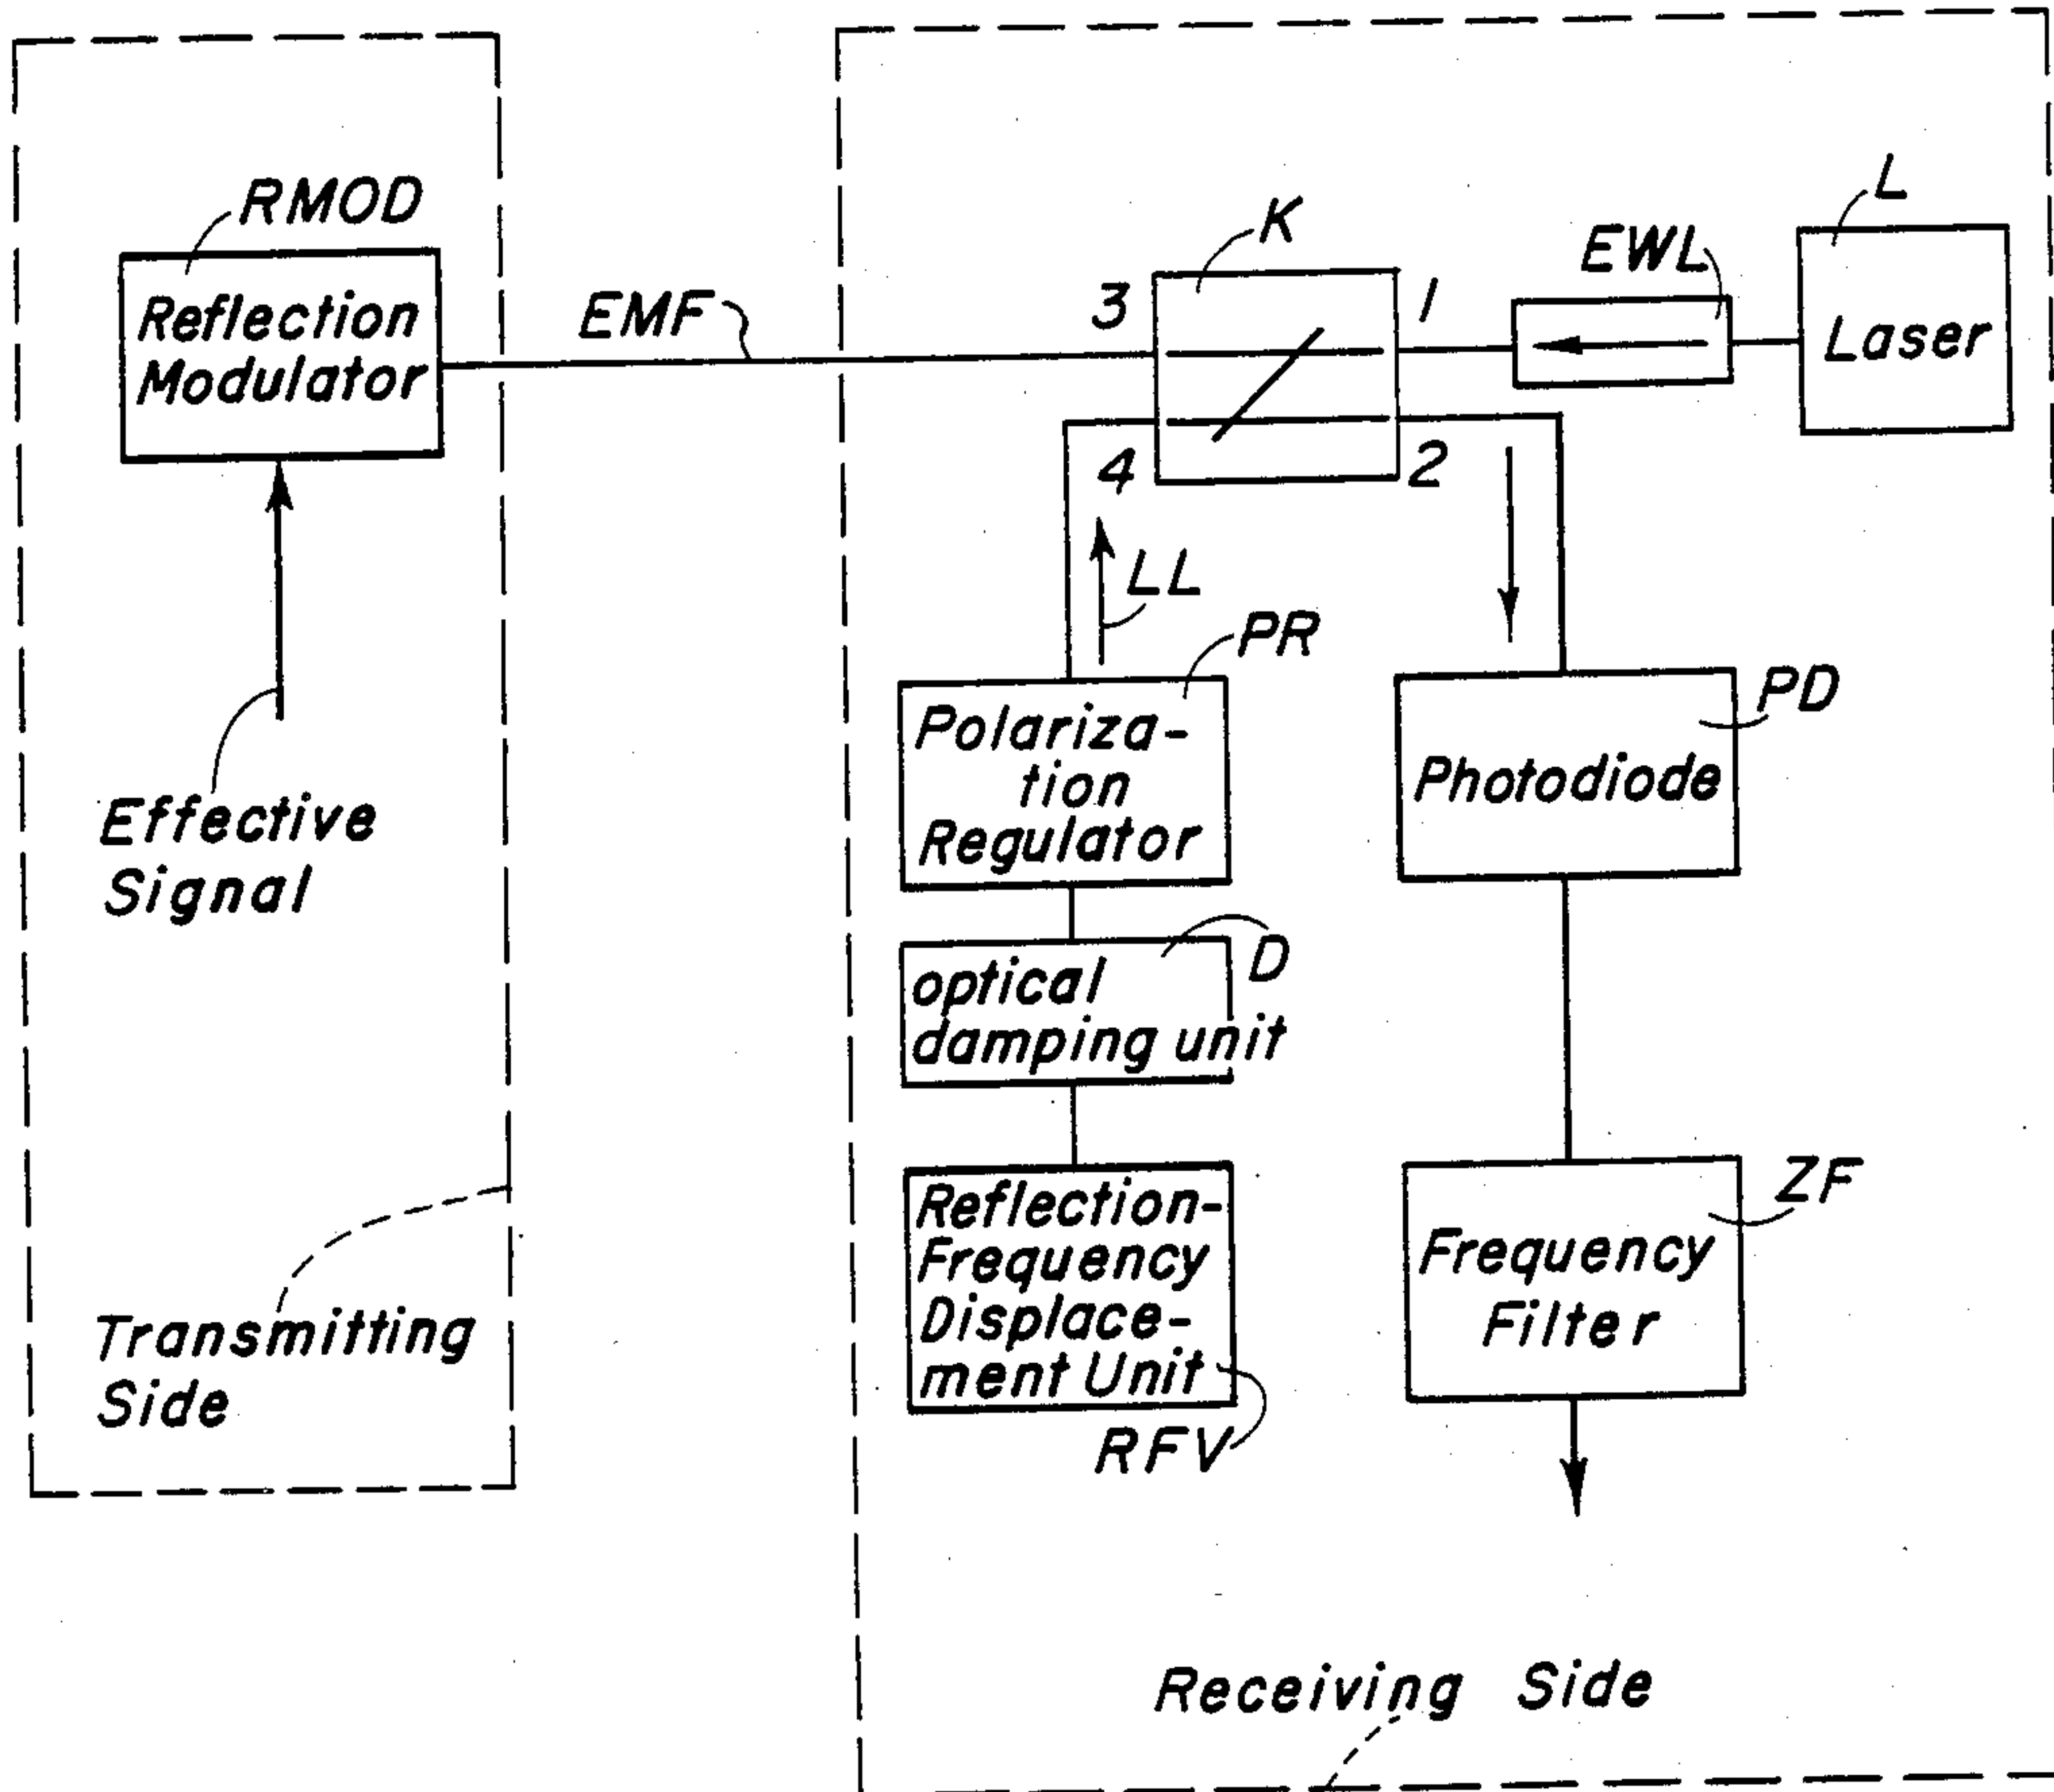 RMOD
Reflection
Modulator
Effective
Signal
Transmitting
Side
EMF
K
3
1
4
2
EWL
L
Laser
LL
PR
Polariza-
tion
Regulator
D
optical
damping unit
Reflection-
Frequency
Displace-
ment Unit
RFV
PD
Photodiode
ZF
Frequency
Filter
Receiving Side